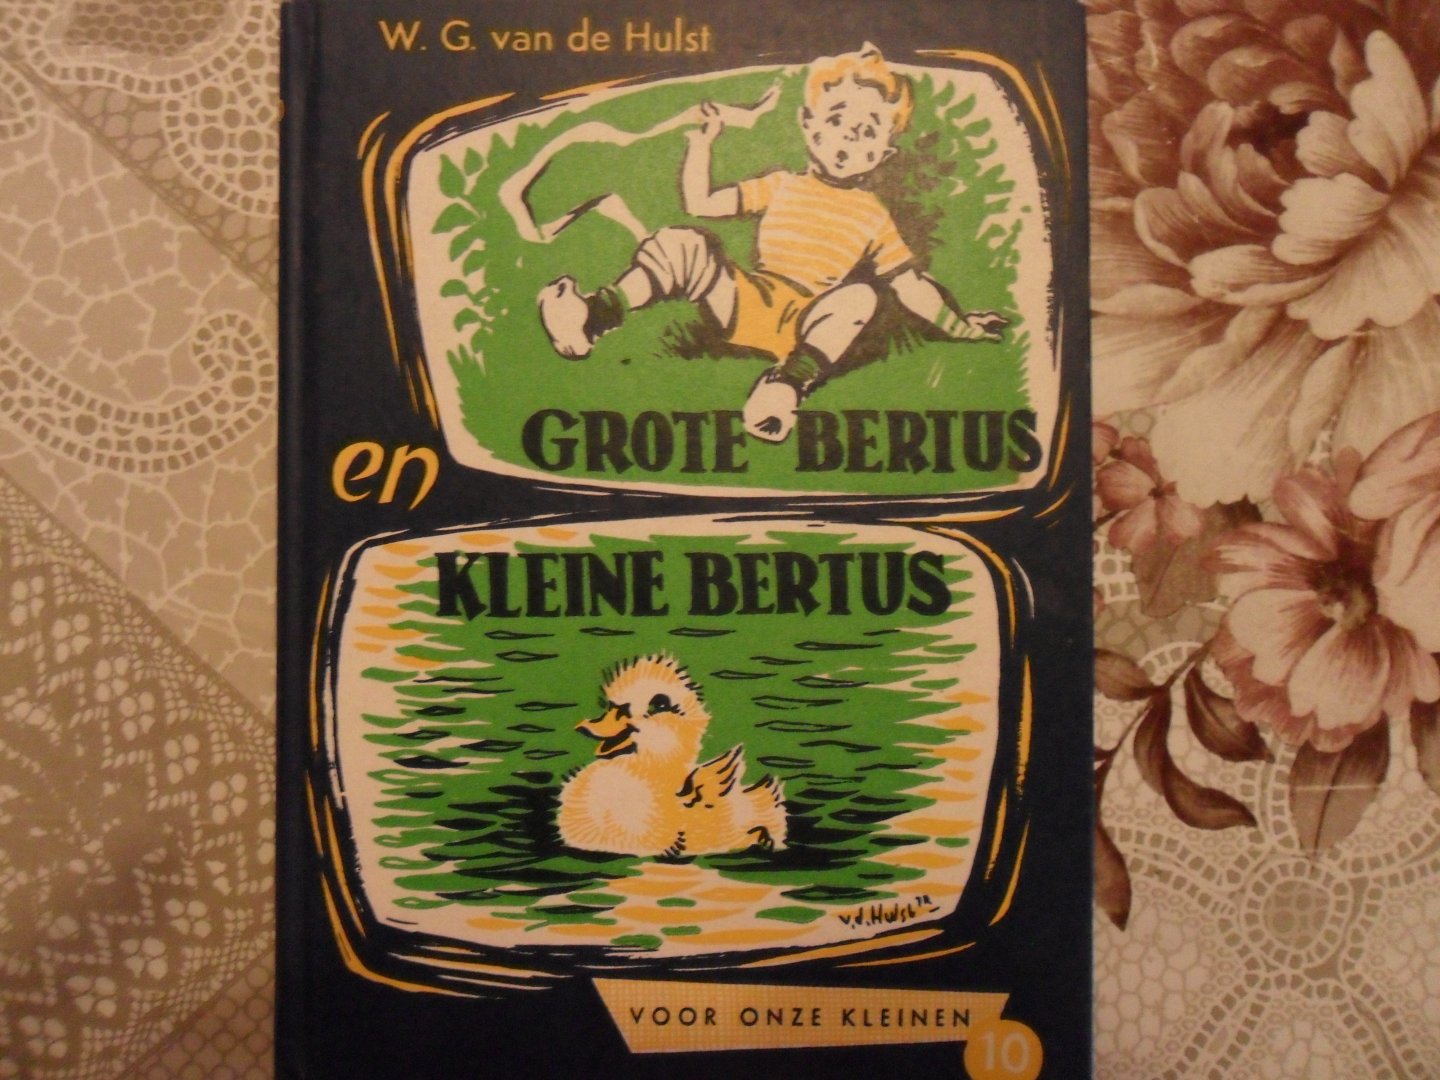 W. G. van de Hulst
GROTE BERTUS
en
KLEINE BERTUS
v.d.Hulst JR
VOOR ONZE KLEINEN
10